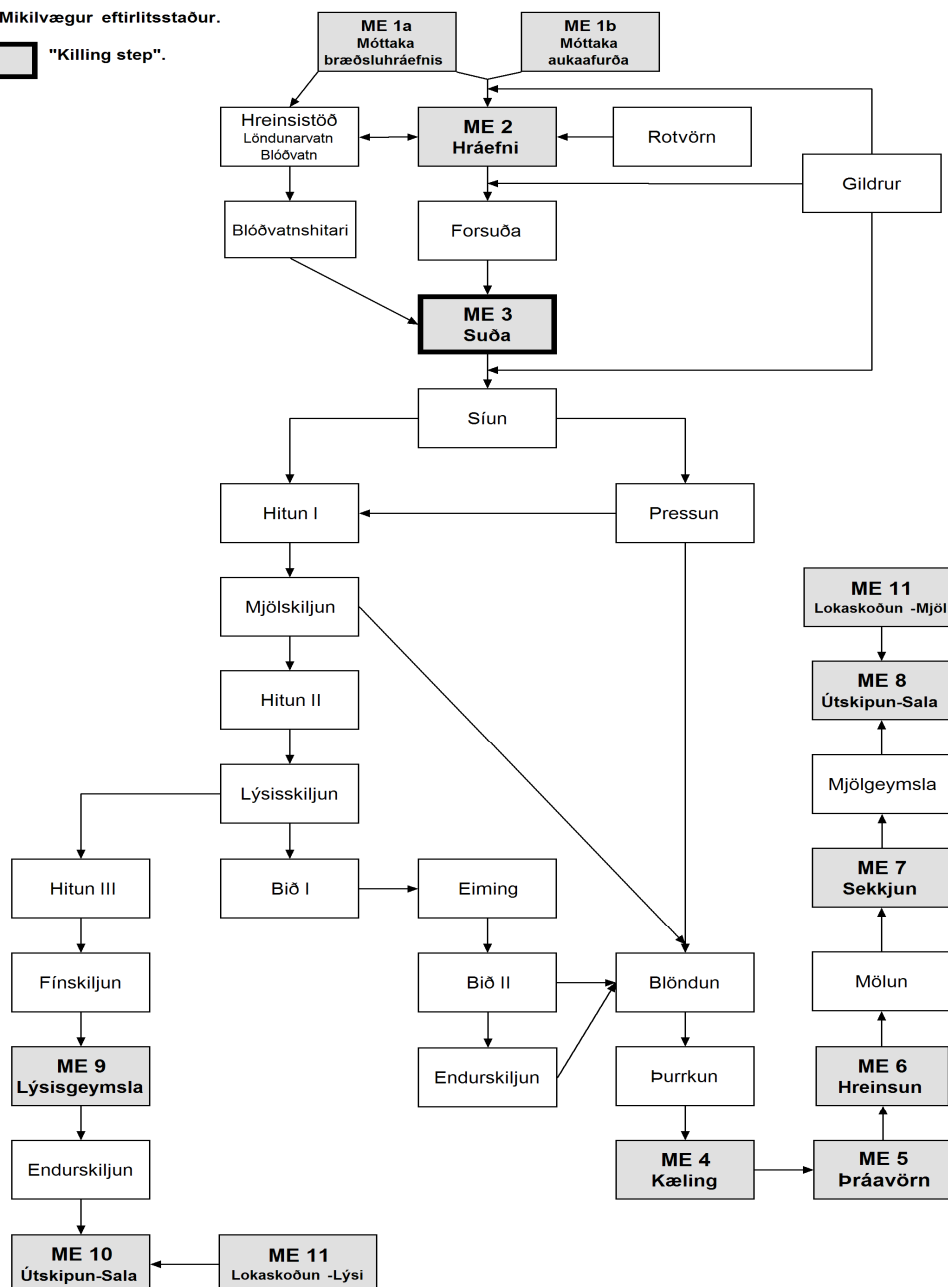 Mikilvægur eftirlitsstaður.
"Killing step".
ME 1a
Móttaka
bræðsluhráefnis
ME 1b
Móttaka
aukaafurða
Hreinsistöð
Löndunarvatn
Blóðvatn
ME 2
Hráefni
Rotvörn
Gildrur
Blóðvatnshitari
Forsuða
ME 3
Suða
Síun
Hitun I
Pressun
Mjölskiljun
ME 11
Lokaskoðun -Mjöl
Hitun II
ME 8
Útskipun-Sala
Lýsisskiljun
Mjölgeymsla
Hitun III
Bið I
Eiming
ME 7
Sekkjun
Fínskiljun
Bið II
Blöndun
Mölun
ME 9
Lýsisgeymsla
Endurskiljun
Þurrkun
ME 6
Hreinsun
Endurskiljun
ME 4
Kæling
ME 5
Þráavörn
ME 10
Útskipun-Sala
ME 11
Lokaskoðun -Lýsi